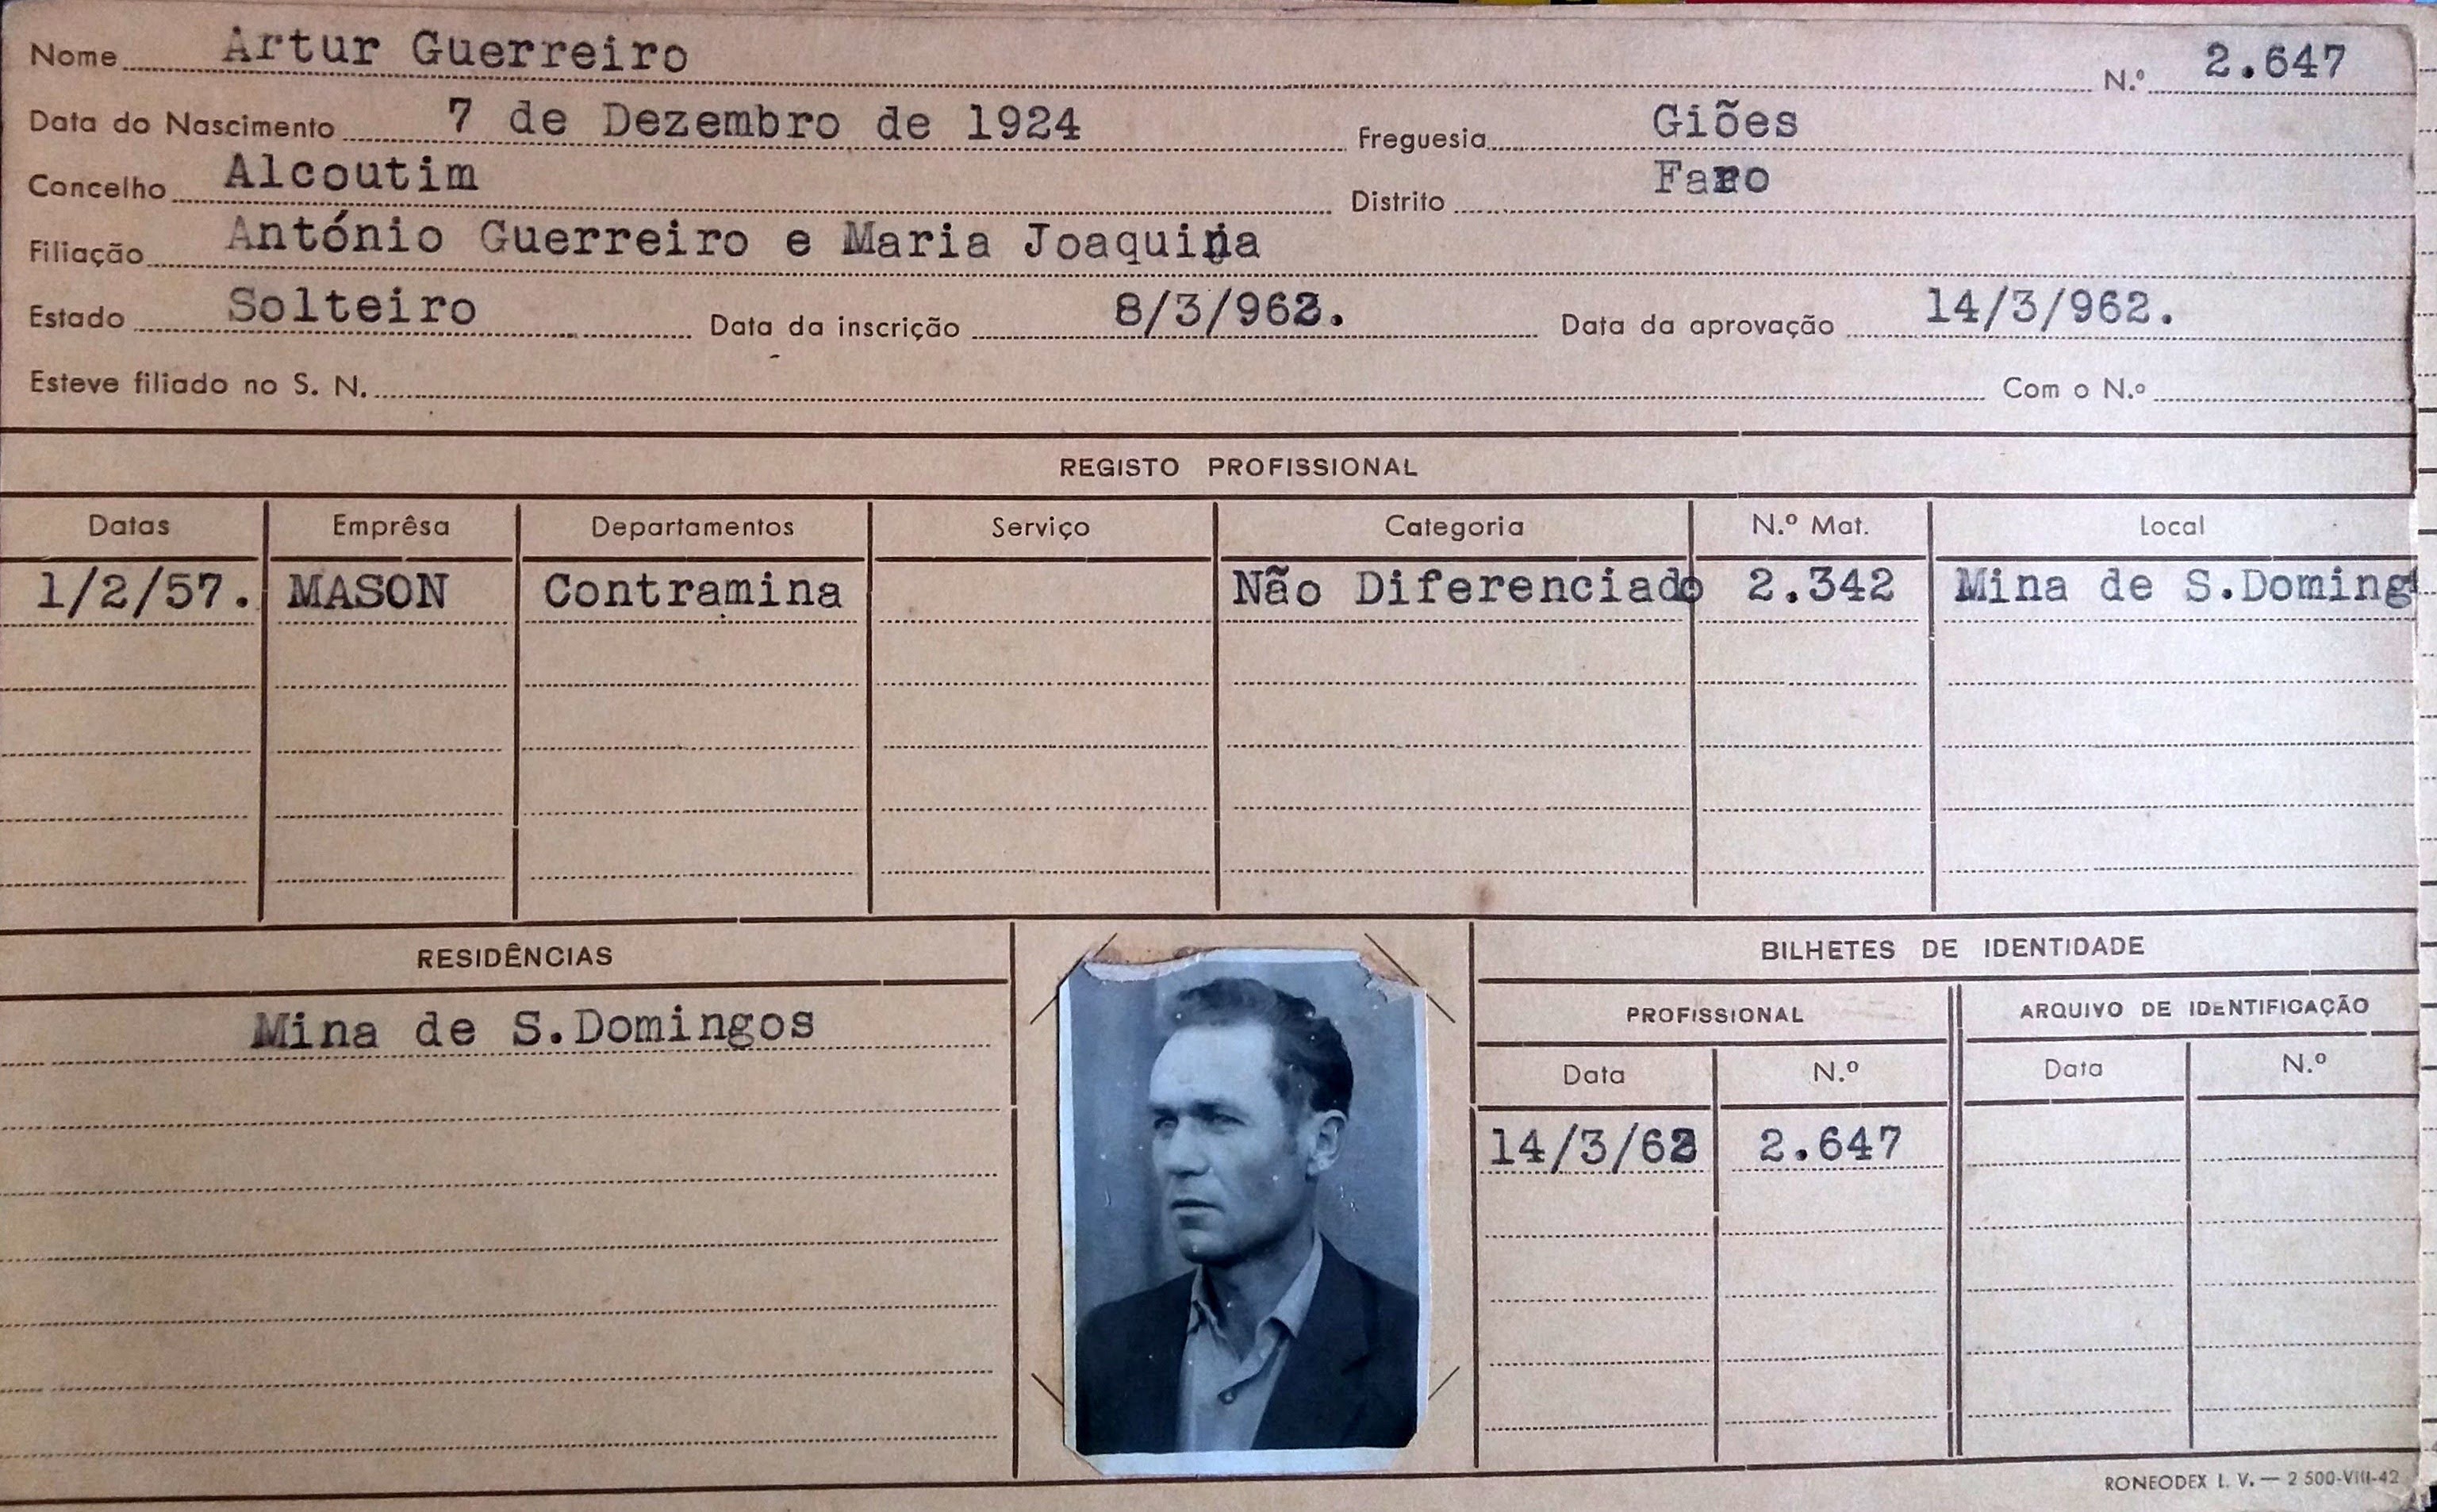 Nome Artur Guerreiro N.º 2.647
Data do Nascimento 7 de Dezembro de 1924 Freguesia Giões
Concelho Alcoutim Distrito Faro
Filiação António Guerreiro e Maria Joaquina
Estado Solteiro Data da inscrição 8/3/962. Data da aprovação 14/3/962.
Esteve filiado no S. N. Com o N.º
REGISTO PROFISSIONAL
Datas Emprêsa Departamentos Serviço Categoria N.º Mat. Local
1/2/57. MASON Contramina Não Diferenciado 2.342 Mina de S.Doming
RESIDÊNCIAS
Mina de S.Domingos
BILHETES DE IDENTIDADE
PROFISSIONAL ARQUIVO DE IDENTIFICAÇÃO
Data N.º Data N.º
14/3/62 2.647
RONEODEX I. V. — 2 500-VIII-42